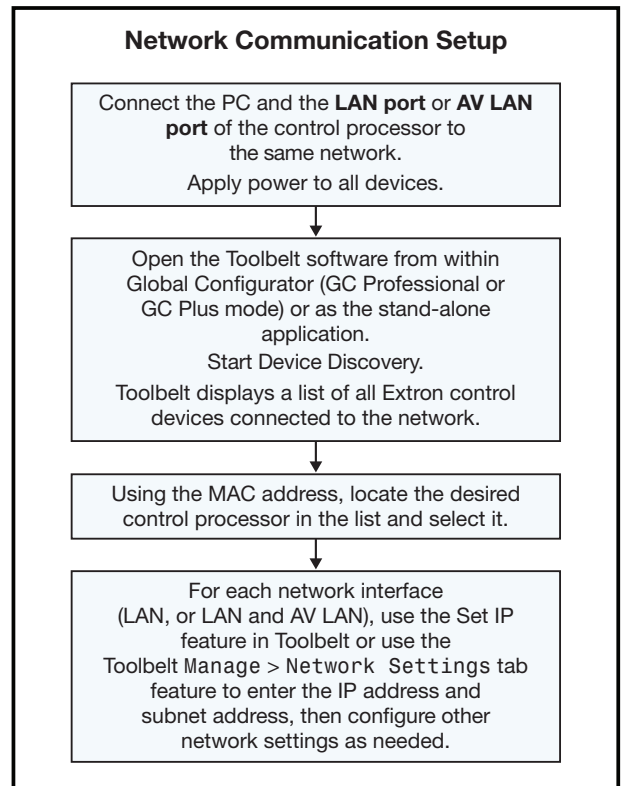 Network Communication Setup
Connect the PC and the LAN port or AV LAN
port of the control processor to
the same network.
Apply power to all devices.
Open the Toolbelt software from within
Global Configurator (GC Professional or
GC Plus mode) or as the stand-alone
application.
Start Device Discovery.
Toolbelt displays a list of all Extron control
devices connected to the network.
Using the MAC address, locate the desired
control processor in the list and select it.
For each network interface
(LAN, or LAN and AV LAN), use the Set IP
feature in Toolbelt or use the
Toolbelt Manage > Network Settings tab
feature to enter the IP address and
subnet address, then configure other
network settings as needed.